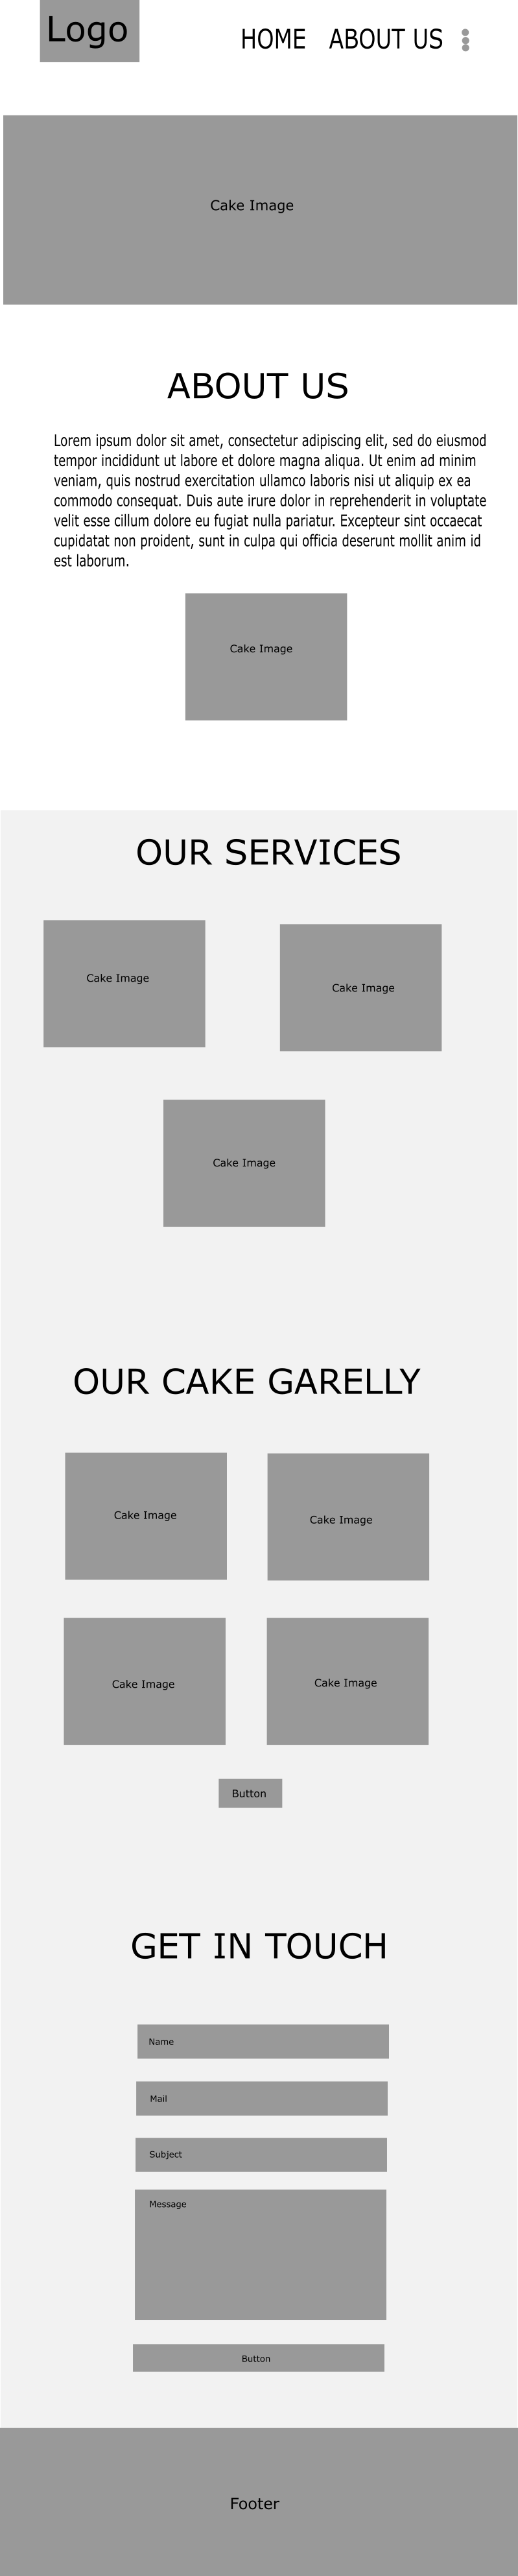 Logo
HOME ABOUT US
Cake Image
ABOUT US
Lorem ipsum dolor sit amet, consectetur adipiscing elit, sed do eiusmod
tempor incididunt ut labore et dolore magna aliqua. Ut enim ad minim
veniam, quis nostrud exercitation ullamco laboris nisi ut aliquip ex ea
commodo consequat. Duis aute irure dolor in reprehenderit in voluptate
velit esse cillum dolore eu fugiat nulla pariatur. Excepteur sint occaecat
cupidatat non proident, sunt in culpa qui officia deserunt mollit anim id
est laborum.
Cake Image
OUR SERVICES
Cake Image
Cake Image
Cake Image
OUR CAKE GARELLY
Cake Image
Cake Image
Cake Image
Cake Image
Button
GET IN TOUCH
Name
Mail
Subject
Message
Button
Footer